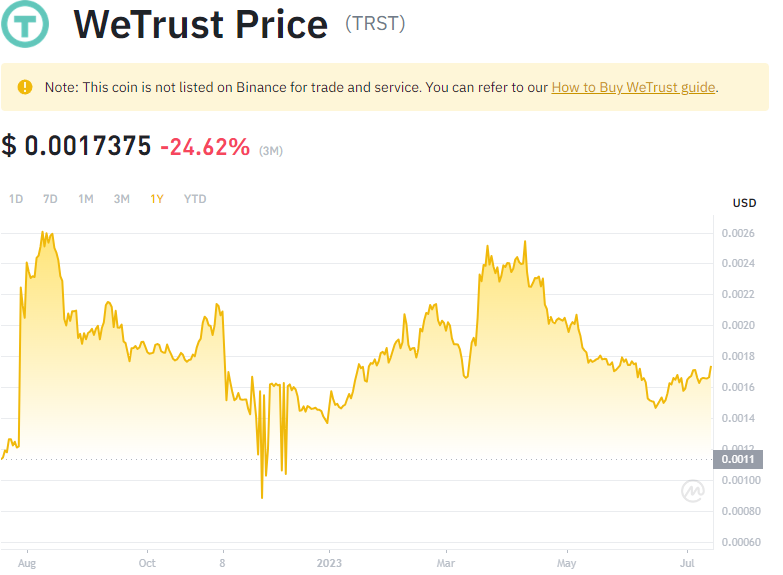 WeTrust Price (TRST)
Note: This coin is not listed on Binance for trade and service. You can refer to our How to Buy WeTrust guide.
$ 0.0017375 -24.62% (3M)
1D 7D 1M 3M 1Y YTD
USD
0.0026
0.0024
0.0022
0.0020
0.0018
0.0016
0.0014
0.0012
0.0011
0.00100
0.00080
0.00060
Aug Oct 8 2023 Mar May Jul